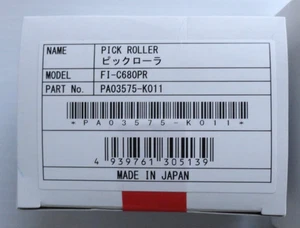 NAME PICK ROLLER
ピックローラ
MODEL FI-C680PR
PART No. PA03575-K011
*PA03575-K011*
4 939761 305139
MADE IN JAPAN